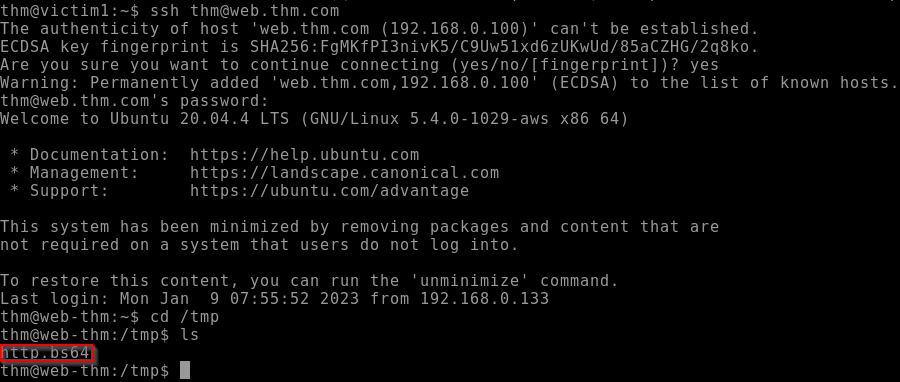 thm@victim1:~$ ssh thm@web.thm.com
The authenticity of host 'web.thm.com (192.168.0.100)' can't be established.
ECDSA key fingerprint is SHA256:FgMKfPI3nivK5/C9Uw51xd6zUKwUd/85aCZHG/2q8ko.
Are you sure you want to continue connecting (yes/no/[fingerprint])? yes
Warning: Permanently added 'web.thm.com,192.168.0.100' (ECDSA) to the list of known hosts.
thm@web.thm.com's password:
Welcome to Ubuntu 20.04.4 LTS (GNU/Linux 5.4.0-1029-aws x86 64)
* Documentation:  https://help.ubuntu.com
* Management:     https://landscape.canonical.com
* Support:        https://ubuntu.com/advantage
This system has been minimized by removing packages and content that are
not required on a system that users do not log into.
To restore this content, you can run the 'unminimize' command.
Last login: Mon Jan  9 07:55:52 2023 from 192.168.0.133
thm@web-thm:~$ cd /tmp
thm@web-thm:/tmp$ ls
http.bs64
thm@web-thm:/tmp$